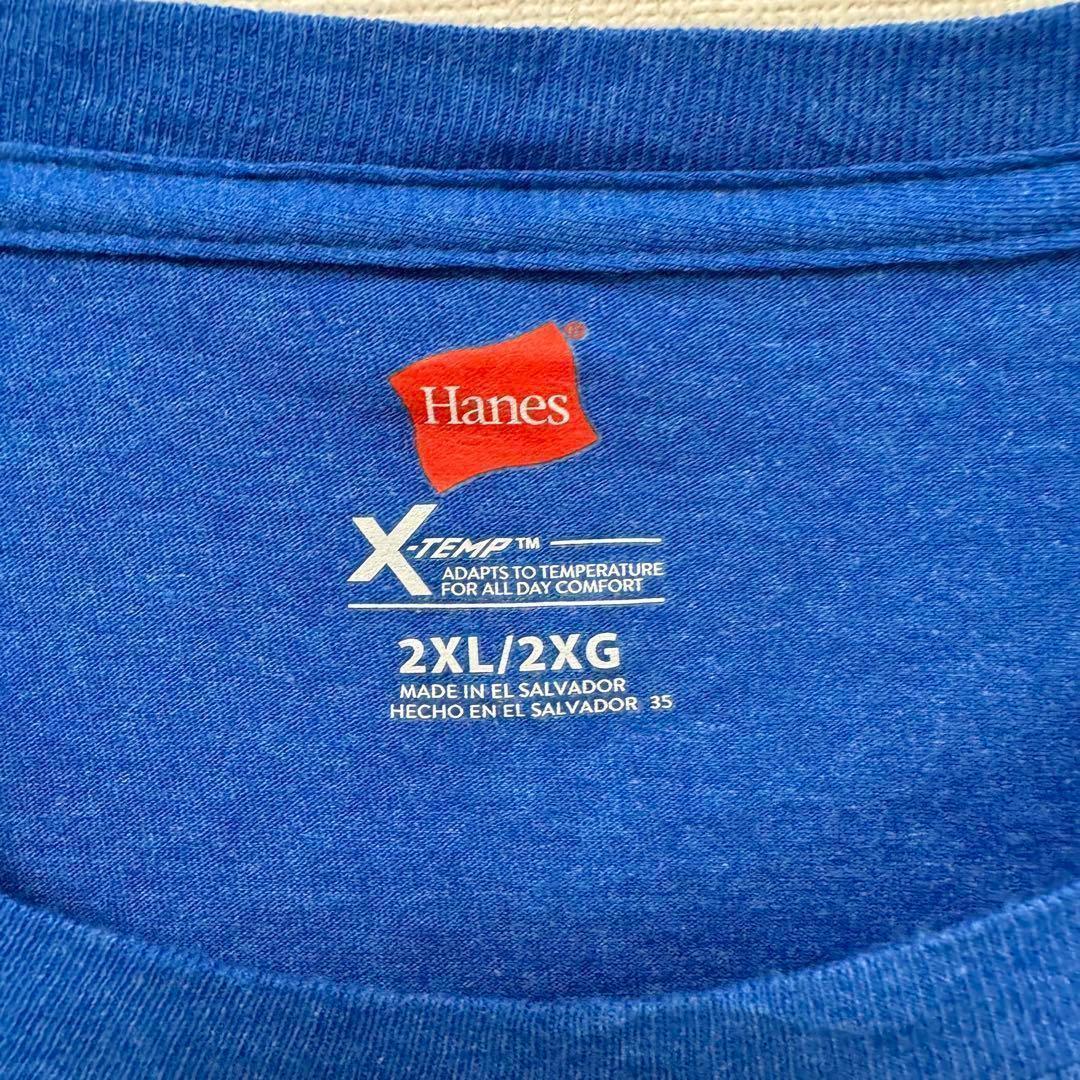 Hanes®
X-TEMP™
ADAPTS TO TEMPERATURE
FOR ALL DAY COMFORT
2XL/2XG
MADE IN EL SALVADOR
HECHO EN EL SALVADOR 35